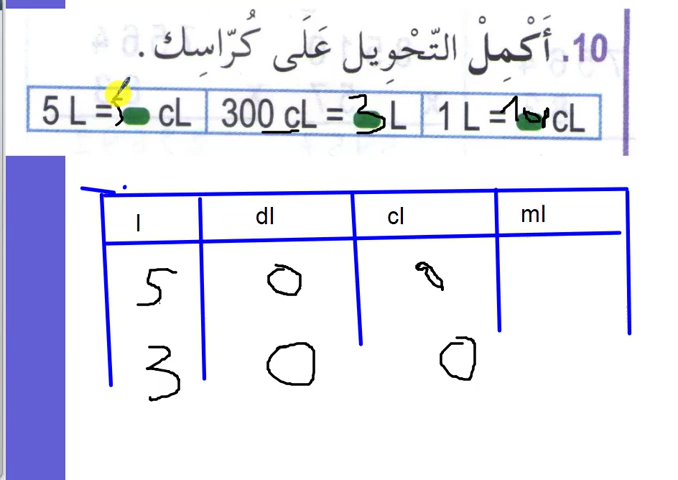 10. أَكْمِلْ التّحْوِيل عَلَى كُرّاسِك .
5 L = cL 300 cL = 3 L 1 L = 100 cL
l dl cl ml
5 0 0
3 0 0